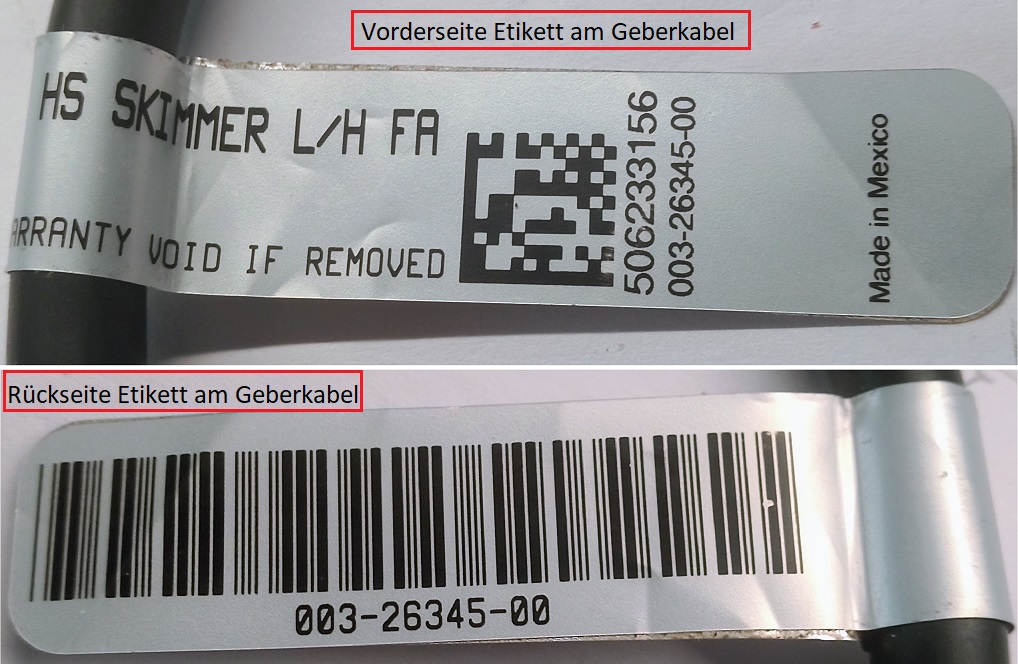 Vorderseite Etikett am Geberkabel
HS SKIMMER L/H FA
ARRANTY VOID IF REMOVED
506233156
003-26345-00
Made in Mexico
Rückseite Etikett am Geberkabel
003-26345-00